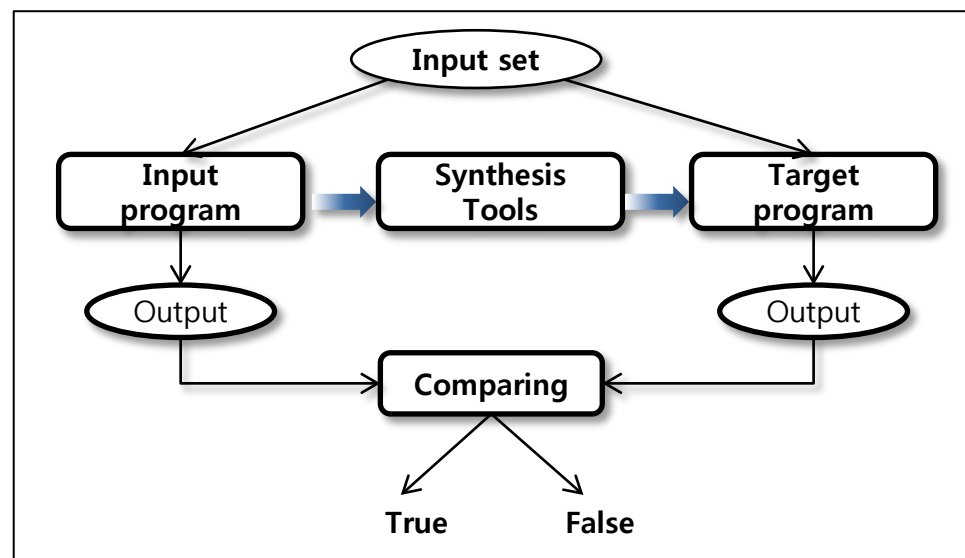 Input set
Input
program
Synthesis
Tools
Target
program
Output
Output
Comparing
True
False